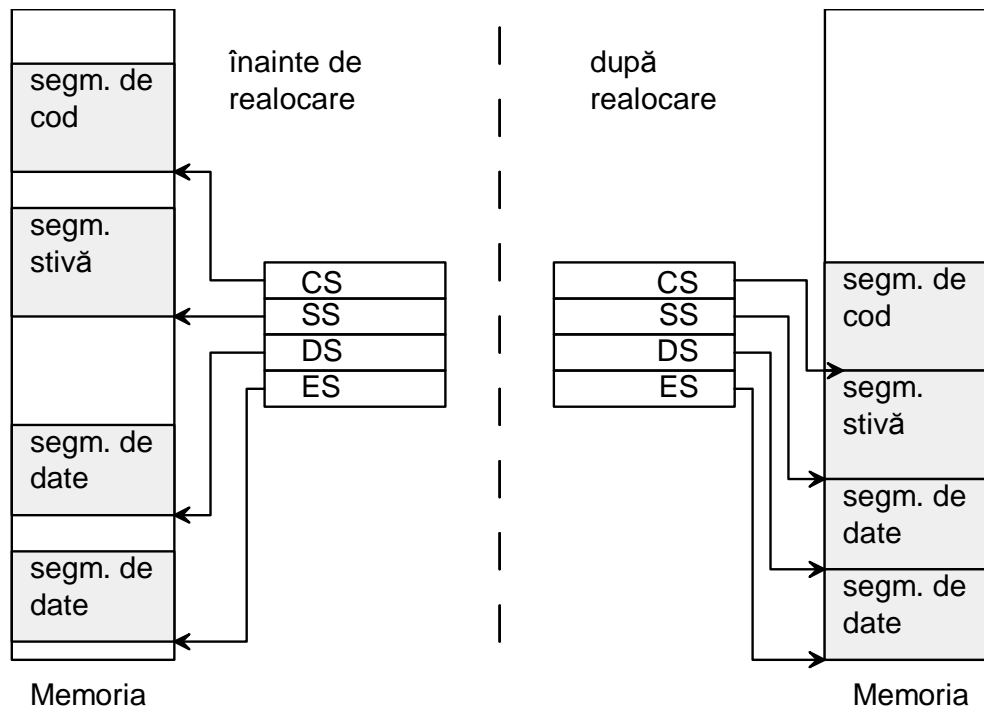 segm. de
cod
segm.
stivă
segm. de
date
segm. de
date
Memoria
înainte de
realocare
CS
SS
DS
ES
după
realocare
CS
SS
DS
ES
segm. de
cod
segm.
stivă
segm. de
date
segm. de
date
Memoria